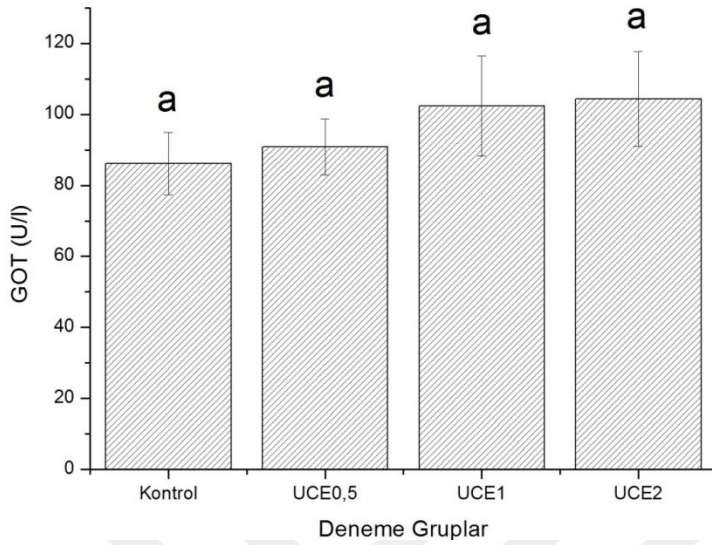 GOT (U/l)
120
100
80
60
40
20
0
a
a
a
a
Kontrol
UCE0,5
UCE1
UCE2
Deneme Gruplar